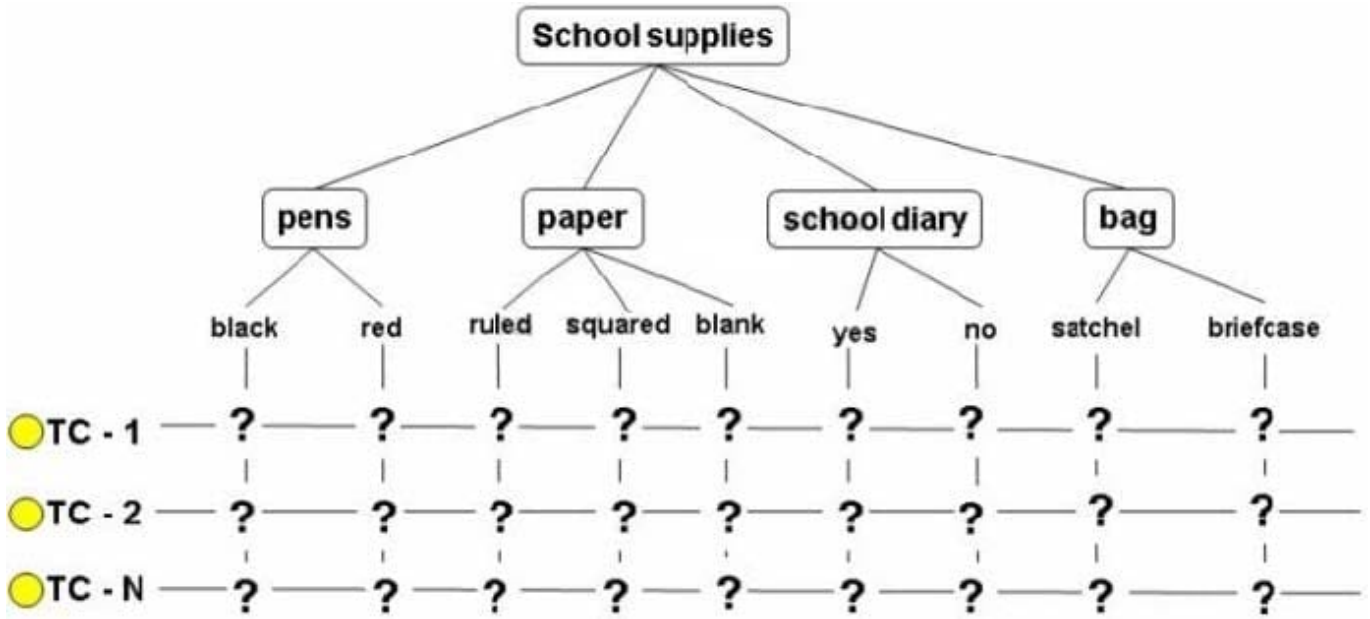 School supplies
pens paper school diary bag
black red ruled squared blank yes no satchel briefcase
TC - 1 ? ? ? ? ? ? ? ? ?
TC - 2 ? ? ? ? ? ? ? ? ?
TC - N ? ? ? ? ? ? ? ? ?